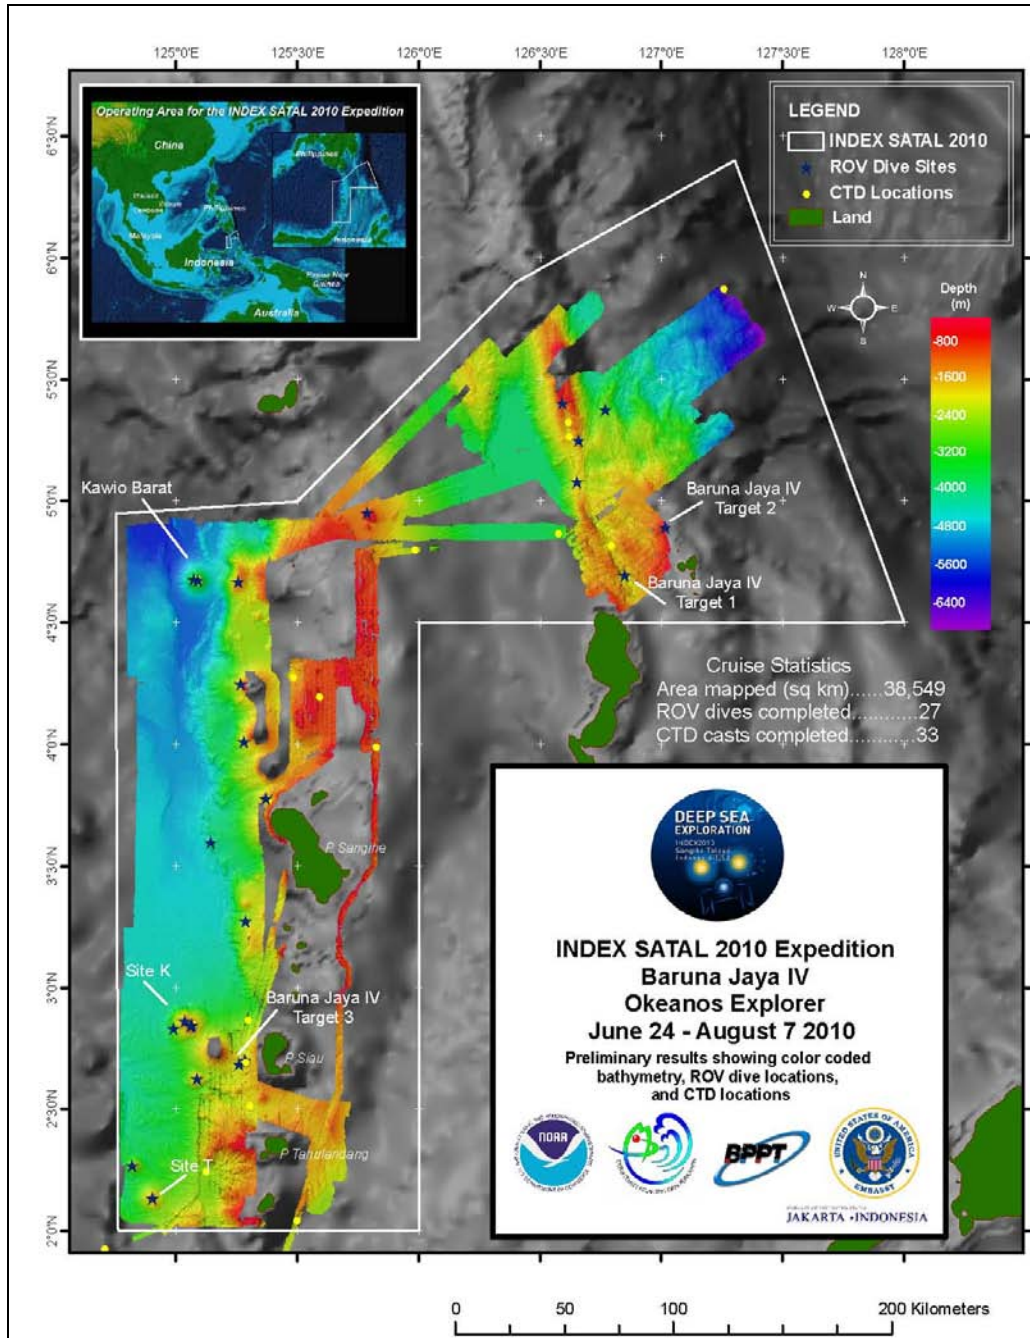 125°0'E 125°30'E 126°0'E 126°30'E 127°0'E 127°30'E 128°0'E
Operating Area for the INDEX SATAL 2010 Expedition
China
Philippines
Malaysia
Indonesia
Papua New
Guinea
Australia
Philippines
Indonesia
LEGEND
INDEX SATAL 2010
ROV Dive Sites
CTD Locations
Land
N
W E
S
Depth
(m)
-800
-1600
-2400
-3200
-4000
-4800
-5600
-6400
6°30'N
6°0'N
5°30'N
5°0'N
4°30'N
4°0'N
3°30'N
3°0'N
2°30'N
2°0'N
Kawio Barat
Baruna Jaya IV
Target 2
Baruna Jaya IV
Target 1
Cruise Statistics
Area mapped (sq km)......38,549
ROV dives completed............27
CTD casts completed............33
P. Sangihe
Site K
Baruna Jaya IV
Target 3
P. Siau
P. Tahulandang
Site T
DEEP SEA
EXPLORATION
INDEX SATAL 2010 Expedition
Baruna Jaya IV
Okeanos Explorer
June 24 - August 7 2010
Preliminary results showing color coded
bathymetry, ROV dive locations,
and CTD locations
NOAA
BPPT
UNITED STATES OF AMERICA
EMBASSY
JAKARTA • INDONESIA
0 50 100 200 Kilometers